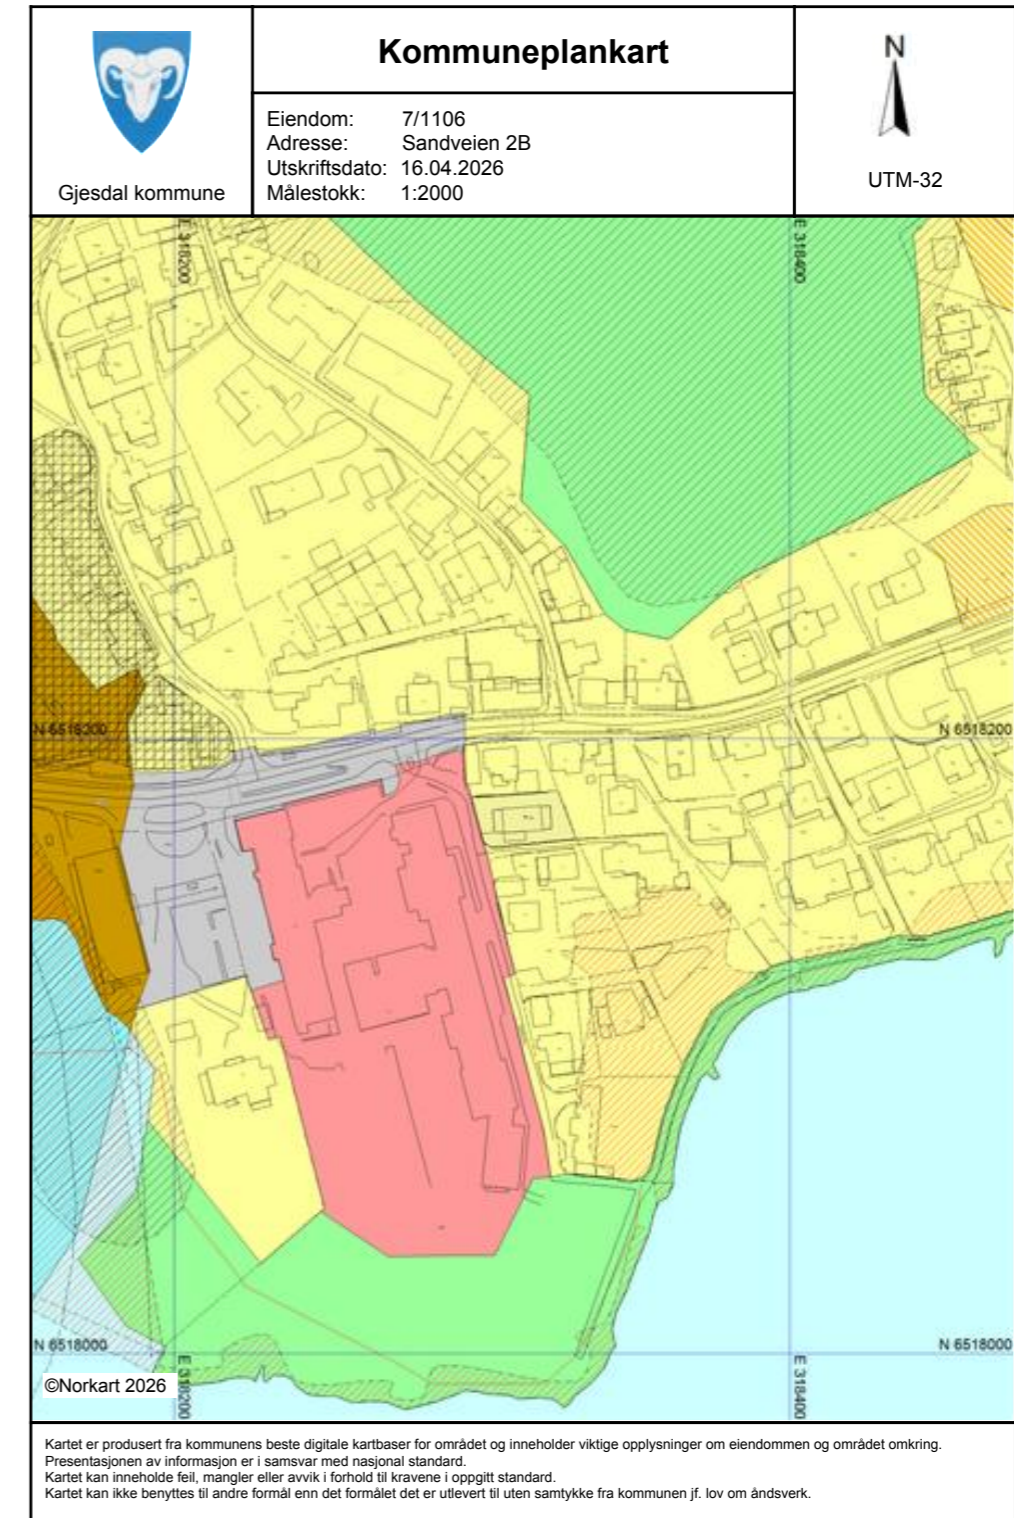 Kommuneplankart
Eiendom: 7/1106
Adresse: Sandveien 2B
Utskriftsdato: 16.04.2026
Målestokk: 1:2000
Gjesdal kommune
N
UTM-32
E 318200
E 318400
N 6518200
N 6518200
N 6518000
N 6518000
E 318200
E 318400
©Norkart 2026
Kartet er produsert fra kommunens beste digitale kartbaser for området og inneholder viktige opplysninger om eiendommen og området omkring.
Presentasjonen av informasjon er i samsvar med nasjonal standard.
Kartet kan inneholde feil, mangler eller avvik i forhold til kravene i oppgitt standard.
Kartet kan ikke benyttes til andre formål enn det formålet det er utlevert til uten samtykke fra kommunen jf. lov om åndsverk.